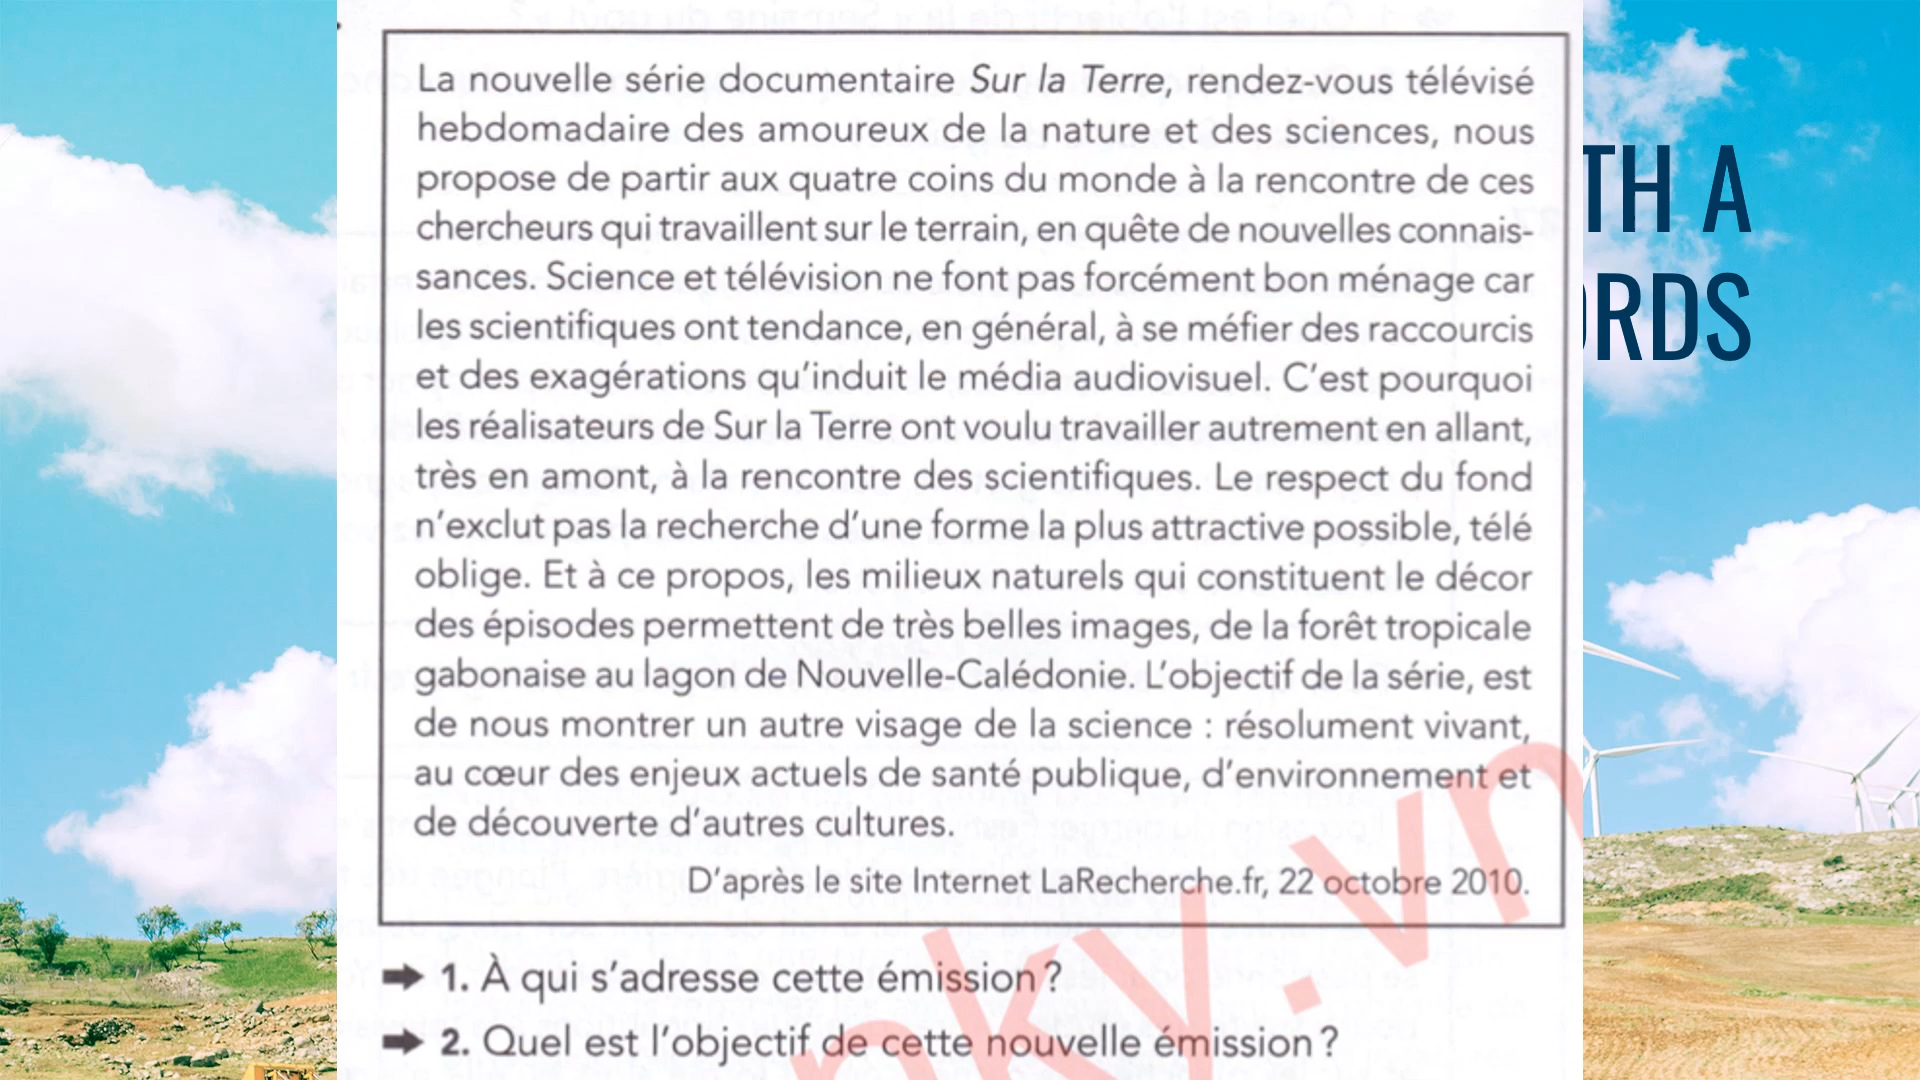 La nouvelle série documentaire Sur la Terre, rendez-vous télévisé
hebdomadaire des amoureux de la nature et des sciences, nous
propose de partir aux quatre coins du monde à la rencontre de ces
chercheurs qui travaillent sur le terrain, en quête de nouvelles connais-
sances. Science et télévision ne font pas forcément bon ménage car
les scientifiques ont tendance, en général, à se méfier des raccourcis
et des exagérations qu'induit le média audiovisuel. C'est pourquoi
les réalisateurs de Sur la Terre ont voulu travailler autrement en allant,
très en amont, à la rencontre des scientifiques. Le respect du fond
n'exclut pas la recherche d'une forme la plus attractive possible, télé
oblige. Et à ce propos, les milieux naturels qui constituent le décor
des épisodes permettent de très belles images, de la forêt tropicale
gabonaise au lagon de Nouvelle-Calédonie. L'objectif de la série, est
de nous montrer un autre visage de la science : résolument vivant,
au cœur des enjeux actuels de santé publique, d'environnement et
de découverte d'autres cultures.
D'après le site Internet LaRecherche.fr, 22 octobre 2010.
➡ 1. À qui s'adresse cette émission ?
➡ 2. Quel est l'objectif de cette nouvelle émission ?
TH A
ORDS
nky.vn